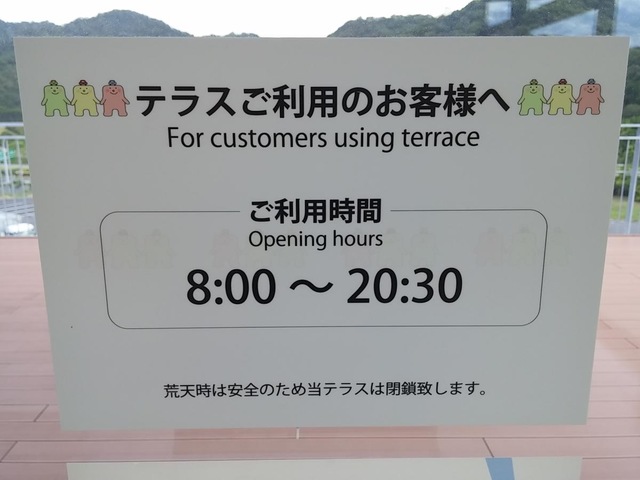 テラスご利用のお客様へ
For customers using terrace
ご利用時間
Opening hours
8:00 ～ 20:30
荒天時は安全のため当テラスは閉鎖致します。